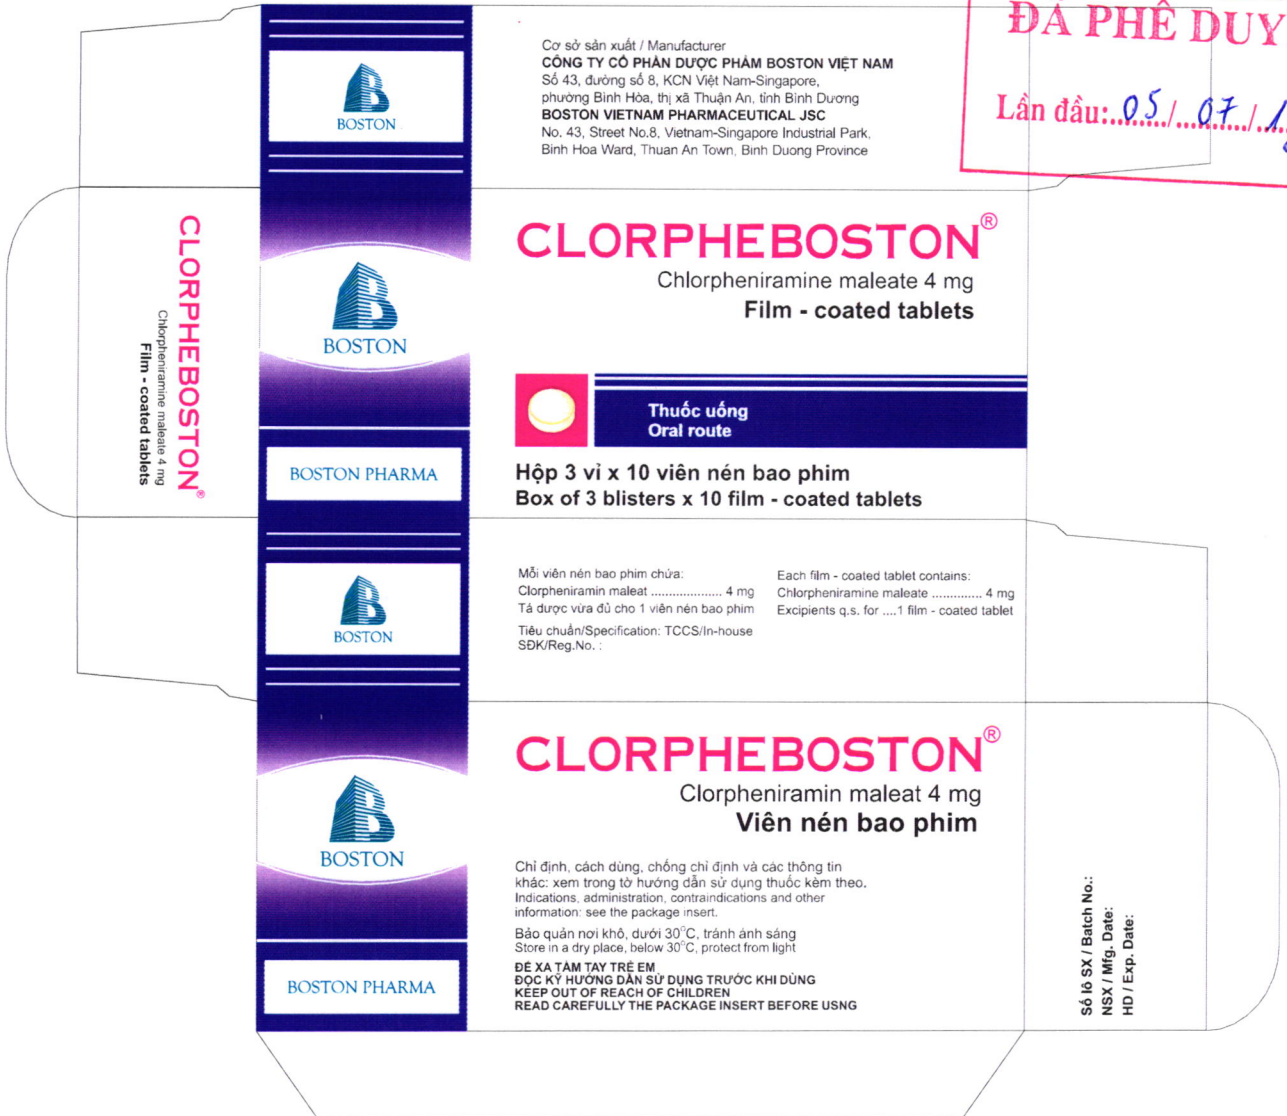 ĐÃ PHÊ DUY
Lần đầu:05/07/1
BOSTON
Cơ sở sản xuất / Manufacturer
CÔNG TY CỔ PHẦN DƯỢC PHẨM BOSTON VIỆT NAM
Số 43, đường số 8, KCN Việt Nam-Singapore,
phường Bình Hòa, thị xã Thuận An, tỉnh Bình Dương
BOSTON VIETNAM PHARMACEUTICAL JSC
No. 43, Street No.8, Vietnam-Singapore Industrial Park,
Binh Hoa Ward, Thuan An Town, Binh Duong Province
CLORPHEBOSTON®
Chlorpheniramine maleate 4 mg
Film - coated tablets
BOSTON
BOSTON PHARMA
CLORPHEBOSTON®
Chlorpheniramine maleate 4 mg
Film - coated tablets
Thuốc uống
Oral route
Hộp 3 vỉ x 10 viên nén bao phim
Box of 3 blisters x 10 film - coated tablets
BOSTON
Mỗi viên nén bao phim chứa:
Clorpheniramin maleat ................... 4 mg
Tá dược vừa đủ cho 1 viên nén bao phim
Tiêu chuẩn/Specification: TCCS/In-house
SĐK/Reg.No. :
Each film - coated tablet contains:
Chlorpheniramine maleate .............. 4 mg
Excipients q.s. for ....1 film - coated tablet
BOSTON
BOSTON PHARMA
CLORPHEBOSTON®
Clorpheniramin maleat 4 mg
Viên nén bao phim
Chỉ định, cách dùng, chống chỉ định và các thông tin
khác: xem trong tờ hướng dẫn sử dụng thuốc kèm theo.
Indications, administration, contraindications and other
information: see the package insert.
Bảo quản nơi khô, dưới 30°C, tránh ánh sáng
Store in a dry place, below 30°C, protect from light
ĐỂ XA TẦM TAY TRẺ EM
ĐỌC KỸ HƯỚNG DẪN SỬ DỤNG TRƯỚC KHI DÙNG
KEEP OUT OF REACH OF CHILDREN
READ CAREFULLY THE PACKAGE INSERT BEFORE USNG
Số lô SX / Batch No.:
NSX / Mfg. Date:
HD / Exp. Date: